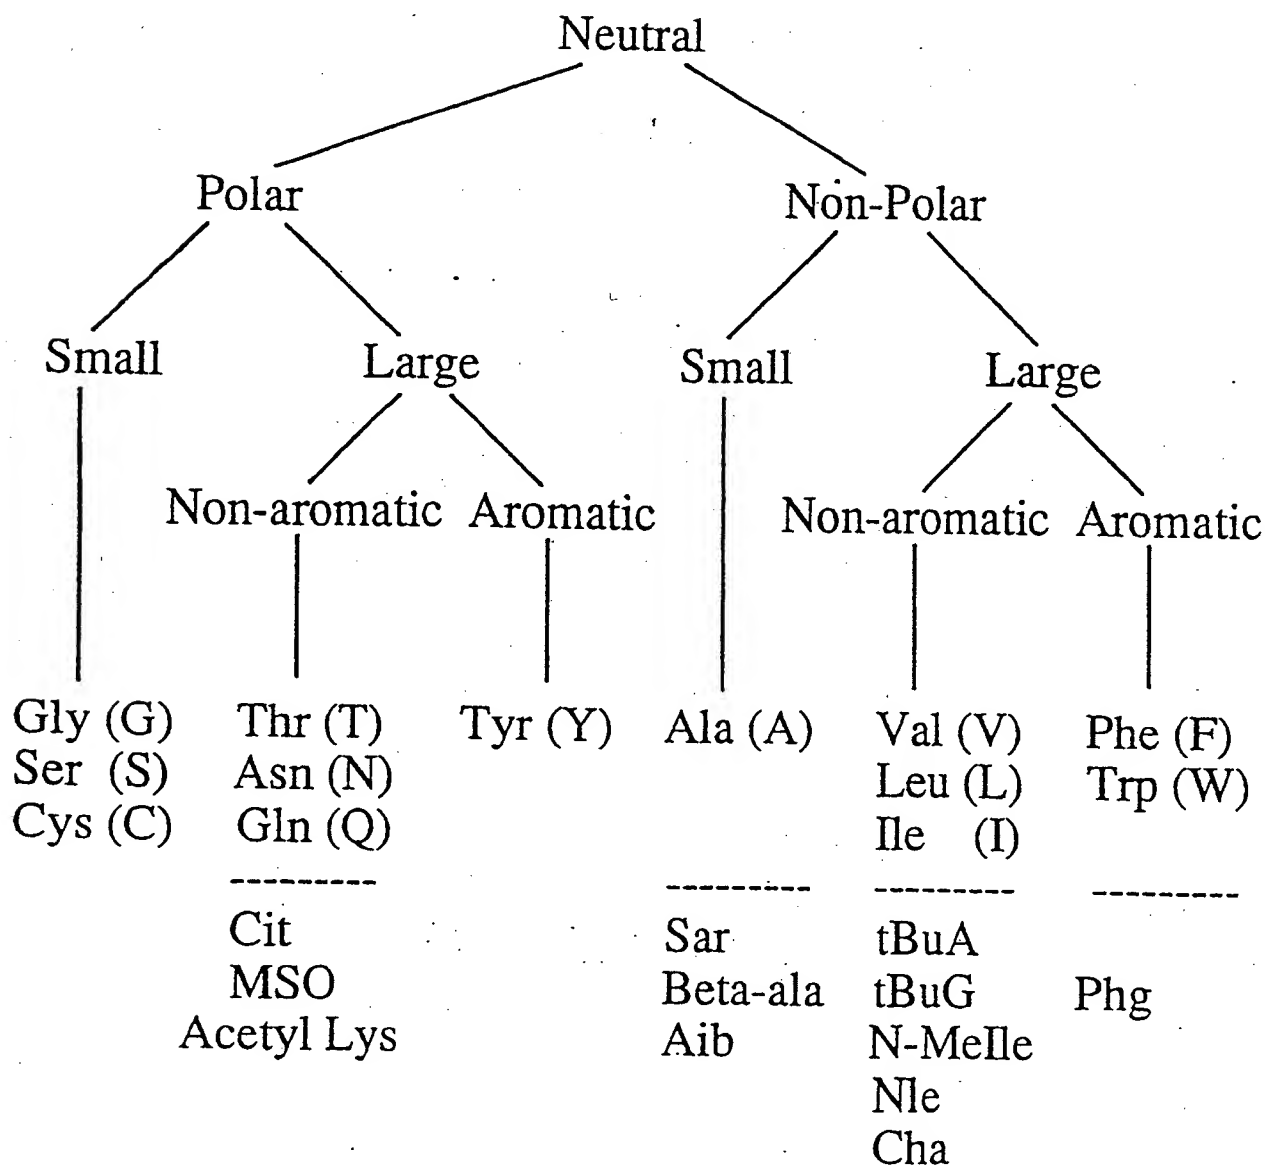 Neutral
Polar
Non-Polar
Small
Large
Small
Large
Non-aromatic
Aromatic
Non-aromatic
Aromatic
Gly (G)
Ser (S)
Cys (C)
Thr (T)
Asn (N)
Gln (Q)
---------
Cit
MSO
Acetyl Lys
Tyr (Y)
Ala (A)
---------
Sar
Beta-ala
Aib
Val (V)
Leu (L)
Ile (I)
---------
tBuA
tBuG
N-MeIle
Nle
Cha
Phe (F)
Trp (W)
---------
Phg